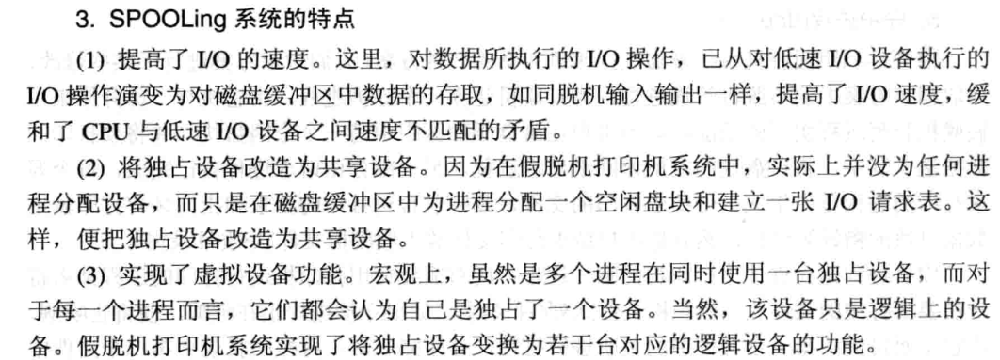 3. SPOOLing 系统的特点
(1) 提高了 I/O 的速度。这里，对数据所执行的 I/O 操作，已从对低速 I/O 设备执行的
I/O 操作演变为对磁盘缓冲区中数据的存取，如同脱机输入输出一样，提高了 I/O 速度，缓
和了 CPU 与低速 I/O 设备之间速度不匹配的矛盾。
(2) 将独占设备改造为共享设备。因为在假脱机打印机系统中，实际上并没为任何进
程分配设备，而只是在磁盘缓冲区中为进程分配一个空闲盘块和建立一张 I/O 请求表。这
样，便把独占设备改造为共享设备。
(3) 实现了虚拟设备功能。宏观上，虽然是多个进程在同时使用一台独占设备，而对
于每一个进程而言，它们都会认为自己是独占了一个设备。当然，该设备只是逻辑上的设
备。假脱机打印机系统实现了将独占设备变换为若干台对应的逻辑设备的功能。